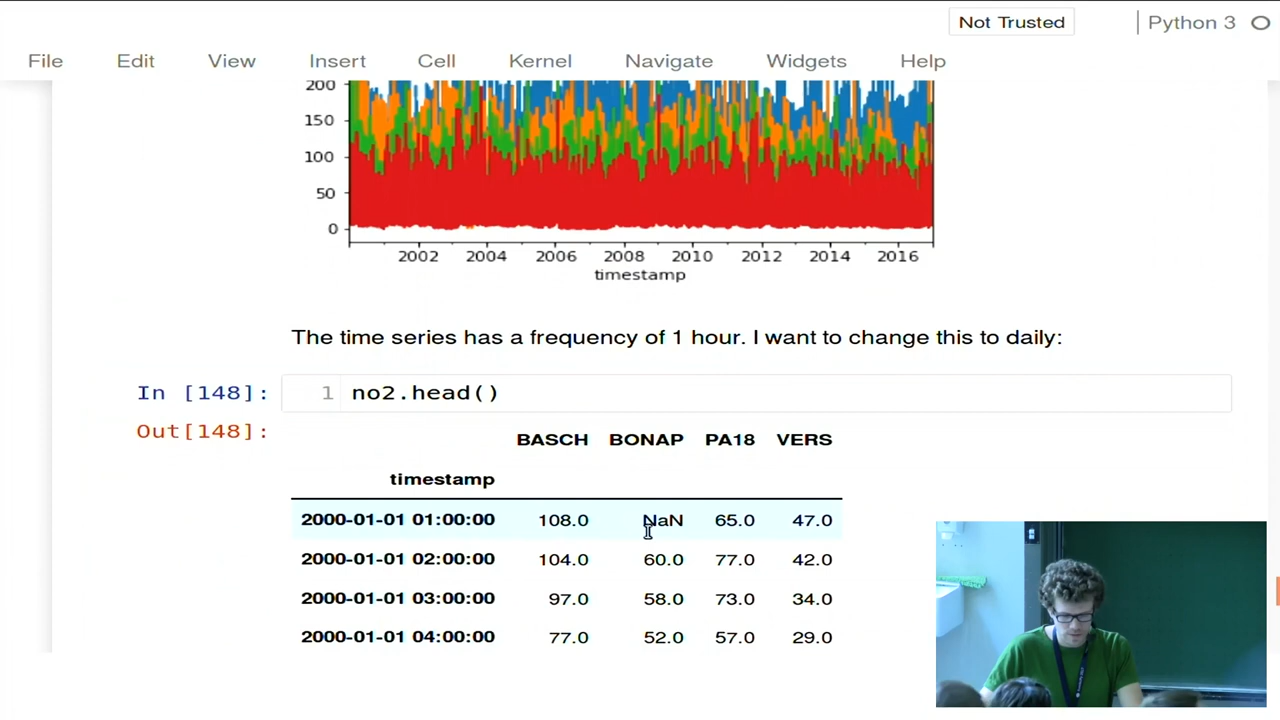 Not Trusted Python 3
File Edit View Insert Cell Kernel Navigate Widgets Help
200
150
100
50
0
2002 2004 2006 2008 2010 2012 2014 2016
timestamp
The time series has a frequency of 1 hour. I want to change this to daily:
In [148]: 1 no2.head()
Out[148]:
BASCH BONAP PA18 VERS
timestamp
2000-01-01 01:00:00 108.0 NaN 65.0 47.0
2000-01-01 02:00:00 104.0 60.0 77.0 42.0
2000-01-01 03:00:00 97.0 58.0 73.0 34.0
2000-01-01 04:00:00 77.0 52.0 57.0 29.0